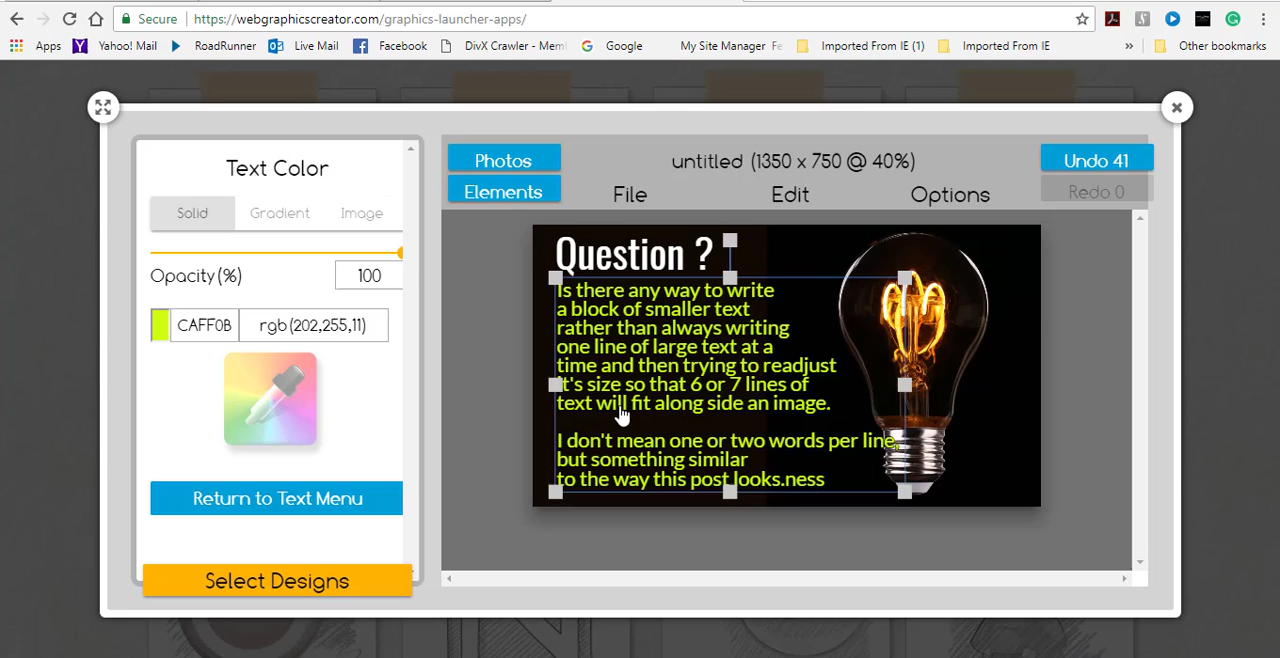 Secure
https://webgraphicscreator.com/graphics-launcher-apps/
Apps Yahoo! Mail RoadRunner Live Mail Facebook DivX Crawler - Mem Google My Site Manager Fe Imported From IE (1) Imported From IE » Other bookmarks
Text Color
Solid Gradient Image
Opacity (%) 100
CAFF0B rgb(202,255,11)
Return to Text Menu
Select Designs
Photos
Elements
untitled (1350 x 750 @ 40%)
File Edit Options
Undo 41
Redo 0
Question ?
Is there any way to write
a block of smaller text
rather than always writing
one line of large text at a
time and then trying to readjust
it's size so that 6 or 7 lines of
text will fit along side an image.
I don't mean one or two words per line,
but something similar
to the way this post looks.ness